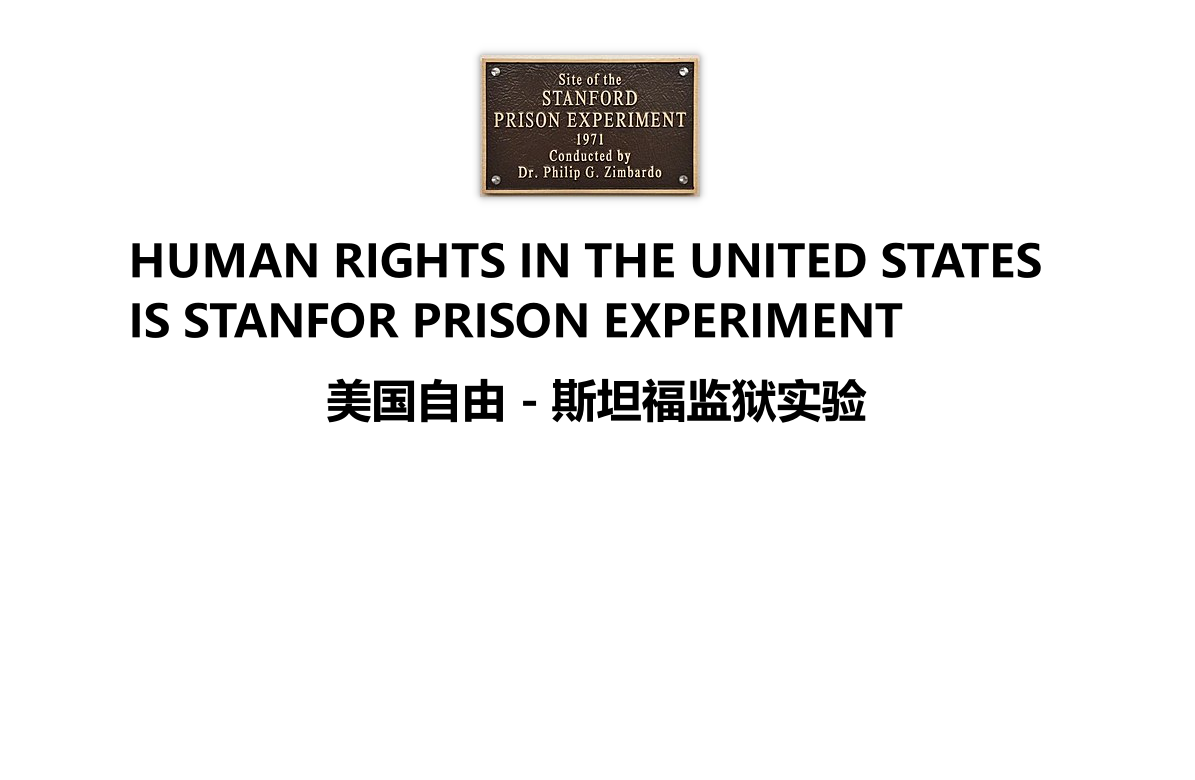 Site of the
STANFORD
PRISON EXPERIMENT
1971
Conducted by
Dr. Philip G. Zimbardo
HUMAN RIGHTS IN THE UNITED STATES
IS STANFOR PRISON EXPERIMENT
美国自由 - 斯坦福监狱实验